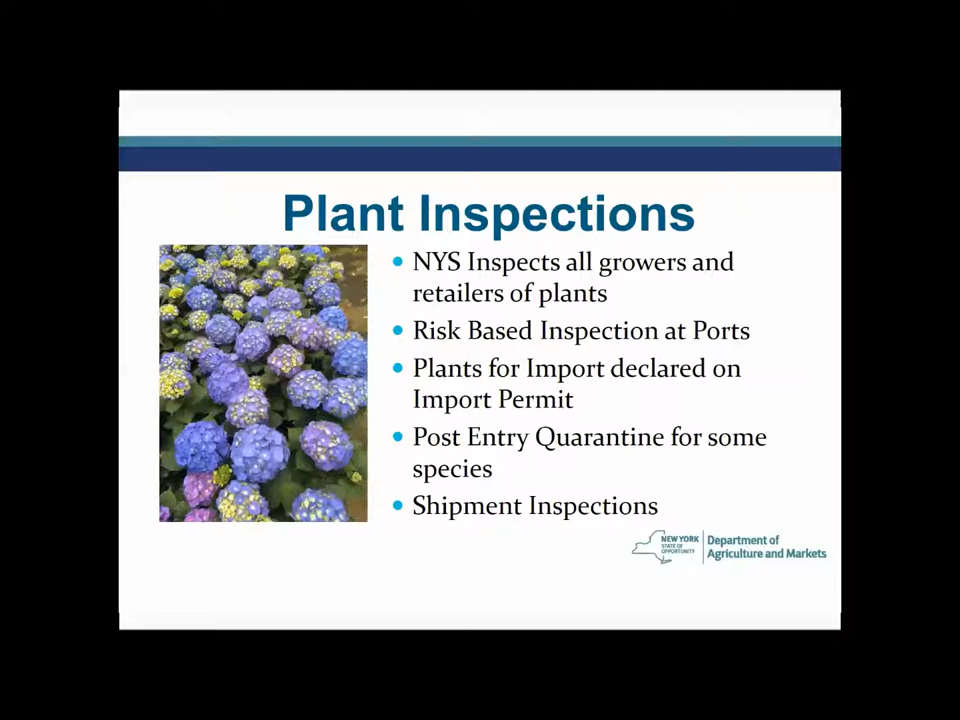 Plant Inspections
NYS Inspects all growers and
retailers of plants
Risk Based Inspection at Ports
Plants for Import declared on
Import Permit
Post Entry Quarantine for some
species
Shipment Inspections
NEW YORK
STATE OF
OPPORTUNITY
Department of
Agriculture and Markets